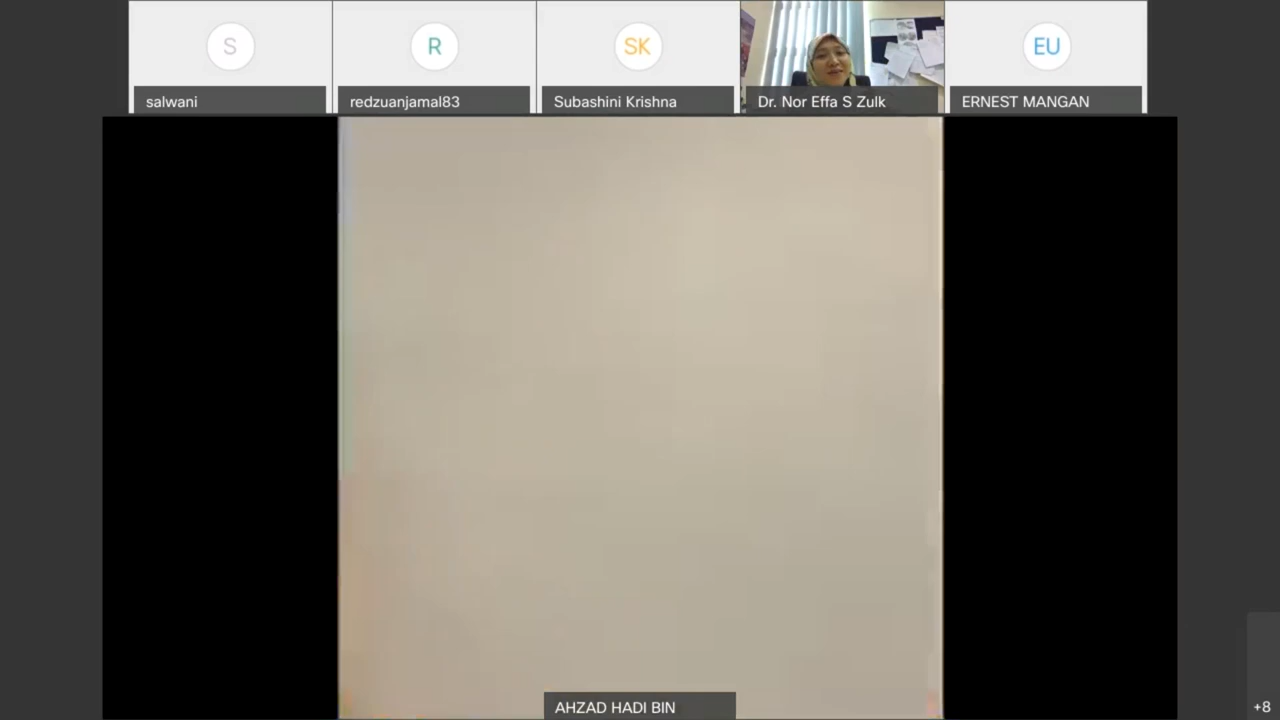 S
R
SK
EU
salwani
redzuanjamal83
Subashini Krishna
Dr. Nor Effa S Zulk
ERNEST MANGAN
AHZAD HADI BIN
+8